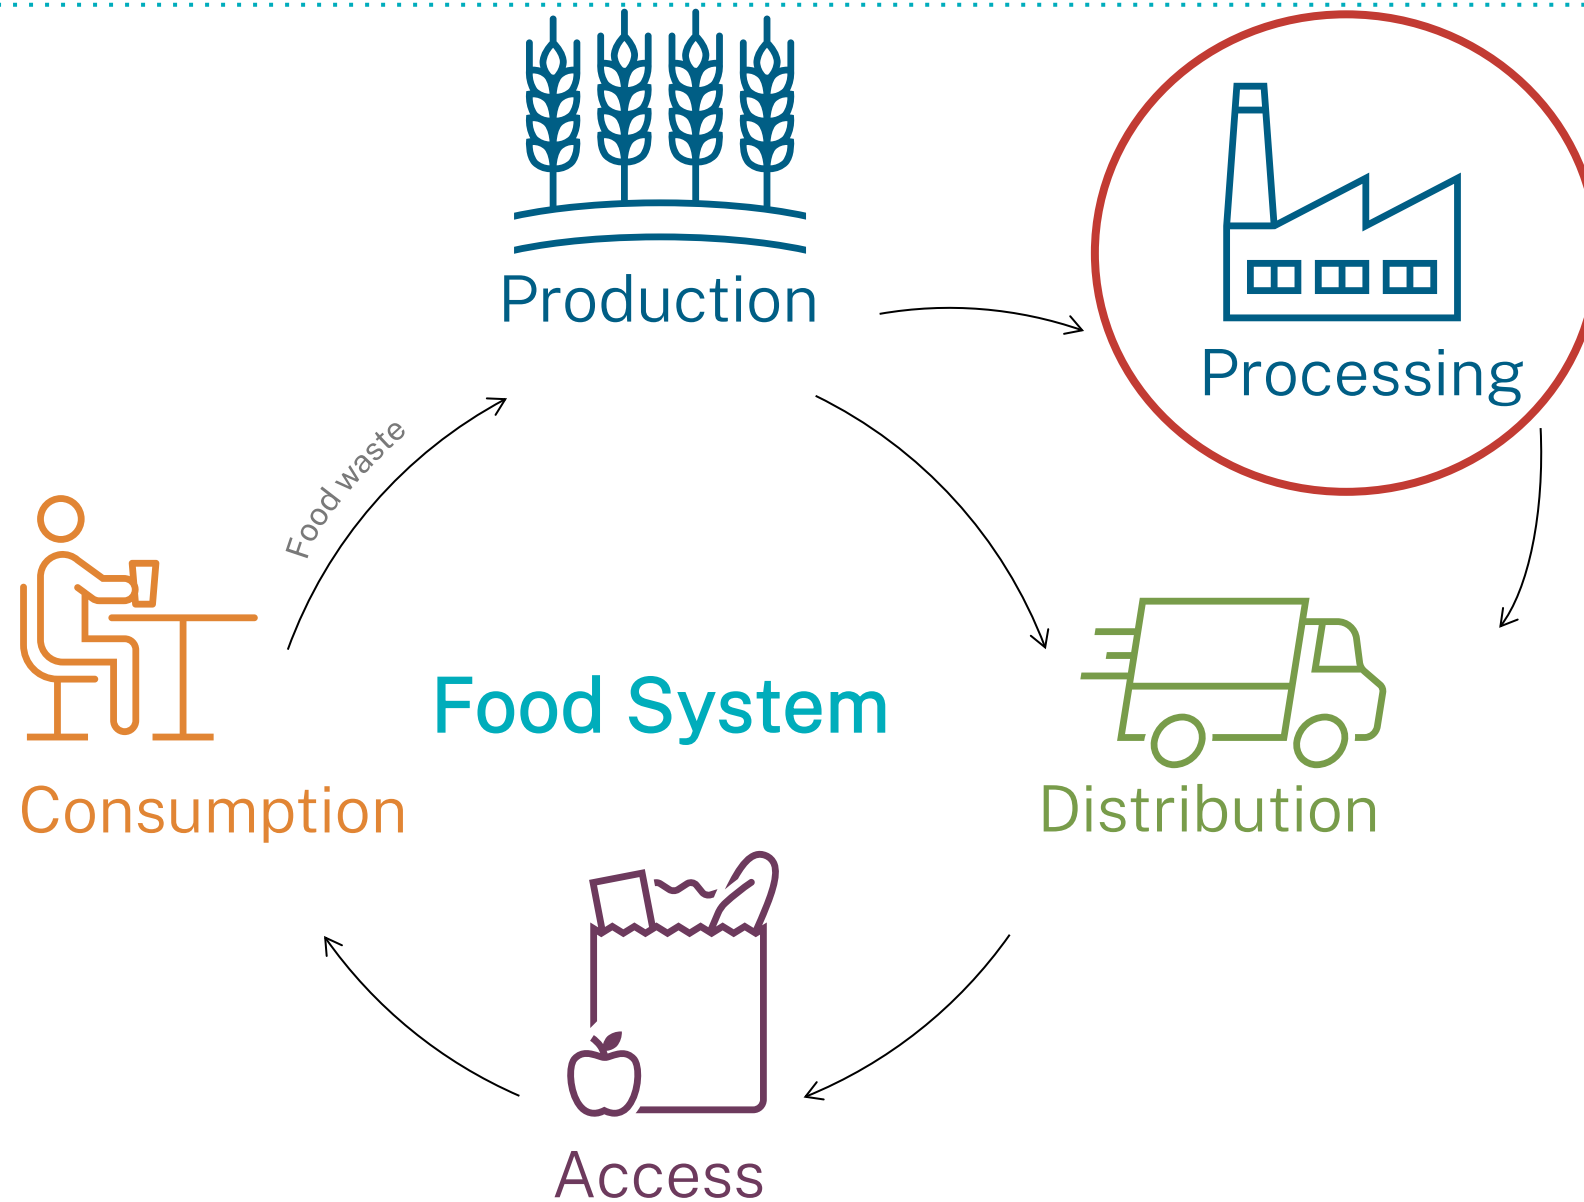 Production
Processing
Food waste
Food System
Consumption
Distribution
Access